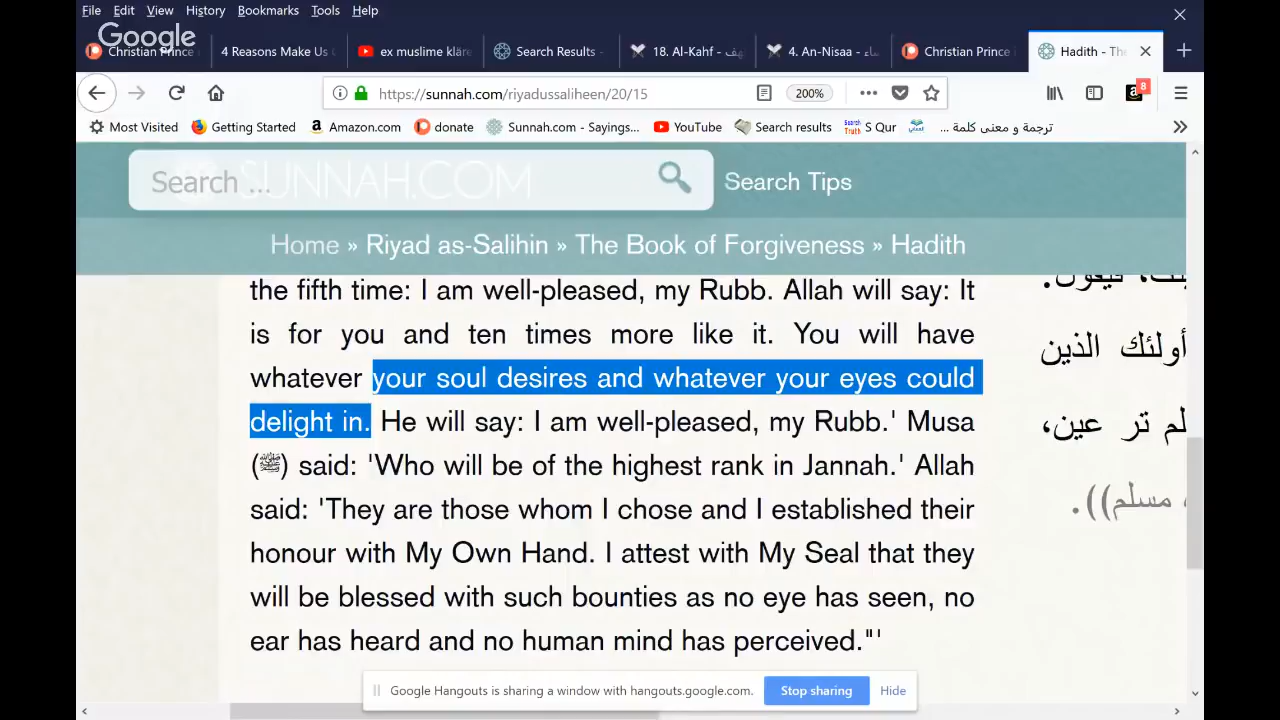 File Edit View History Bookmarks Tools Help
Google
Christian Prince 4 Reasons Make Us ex muslime kläre Search Results - 18. Al-Kahf - 4. An-Nisaa - Christian Prince Hadith - The
https://sunnah.com/riyadussaliheen/20/15 200% 8
Most Visited Getting Started Amazon.com donate Sunnah.com - Sayings,... YouTube Search results S Qur ترجمة و معنى كلمة ...
Search ... SUNNAH.COM Search Tips
Home » Riyad as-Salihin » The Book of Forgiveness » Hadith
the fifth time: I am well-pleased, my Rubb. Allah will say: It
is for you and ten times more like it. You will have
whatever your soul desires and whatever your eyes could
delight in. He will say: I am well-pleased, my Rubb.' Musa
(ﷺ) said: 'Who will be of the highest rank in Jannah.' Allah
said: 'They are those whom I chose and I established their
honour with My Own Hand. I attest with My Seal that they
will be blessed with such bounties as no eye has seen, no
ear has heard and no human mind has perceived."'
فيقول:
أولئك الذين
لم تر عين،
مسلم)).
Google Hangouts is sharing a window with hangouts.google.com. Stop sharing Hide